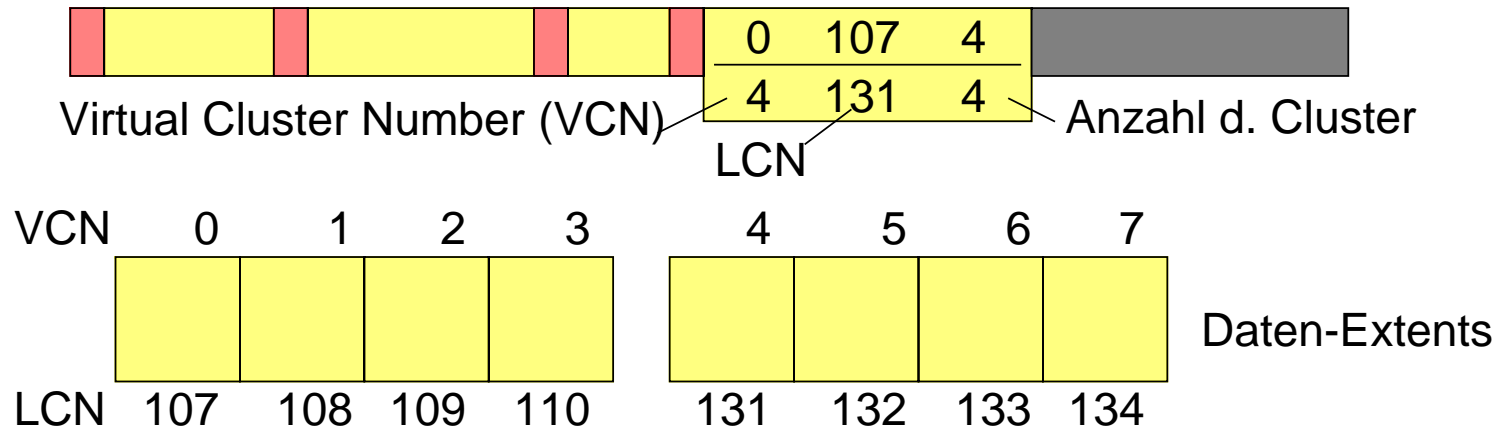 0 107 4
4 131 4
Virtual Cluster Number (VCN)
Anzahl d. Cluster
LCN
VCN 0 1 2 3 4 5 6 7
Daten-Extents
LCN 107 108 109 110 131 132 133 134